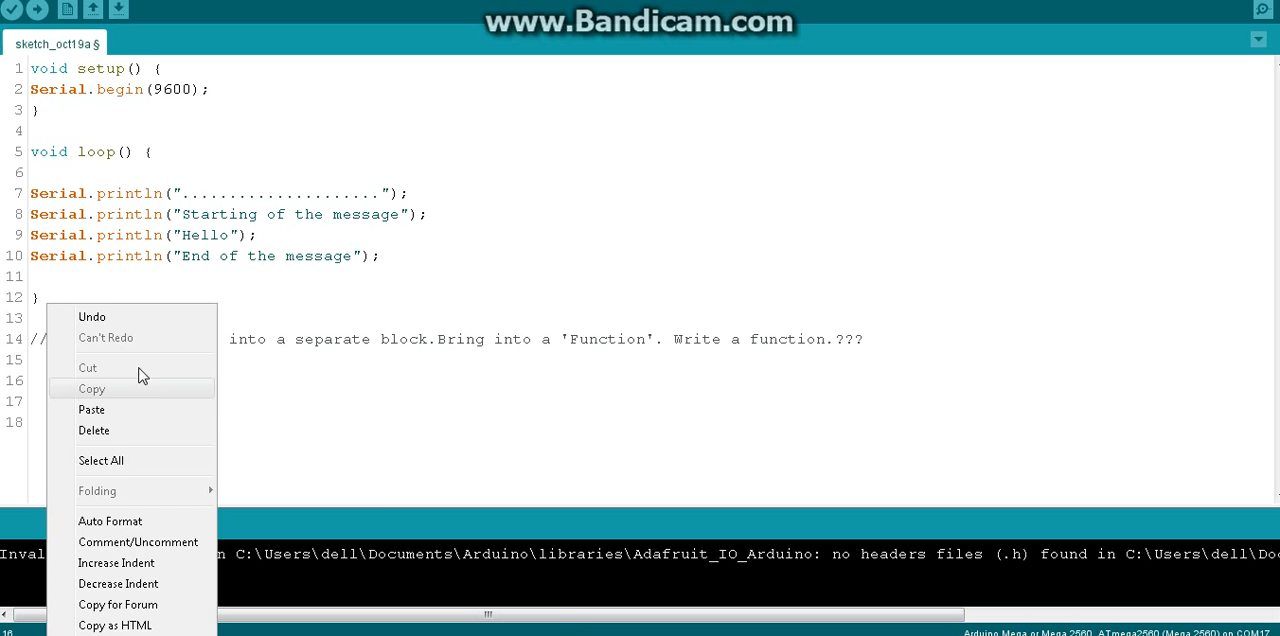 www.Bandicam.com
sketch_oct19a §
1 void setup() {
2 Serial.begin(9600);
3 }
4
5 void loop() {
6
7 Serial.println(".....................");
8 Serial.println("Starting of the message");
9 Serial.println("Hello");
10 Serial.println("End of the message");
11
12 }
13
14 // into a separate block.Bring into a 'Function'. Write a function.???
15
16
17
18
Undo
Can't Redo
Cut
Copy
Paste
Delete
Select All
Folding
Auto Format
Comment/Uncomment
Increase Indent
Decrease Indent
Copy for Forum
Copy as HTML
C:\Users\dell\Documents\Arduino\libraries\Adafruit_IO_Arduino: no headers files (.h) found in C:\Users\dell\Do
16
Arduino Mega or Mega 2560, ATmega2560 (Mega 2560) on COM17